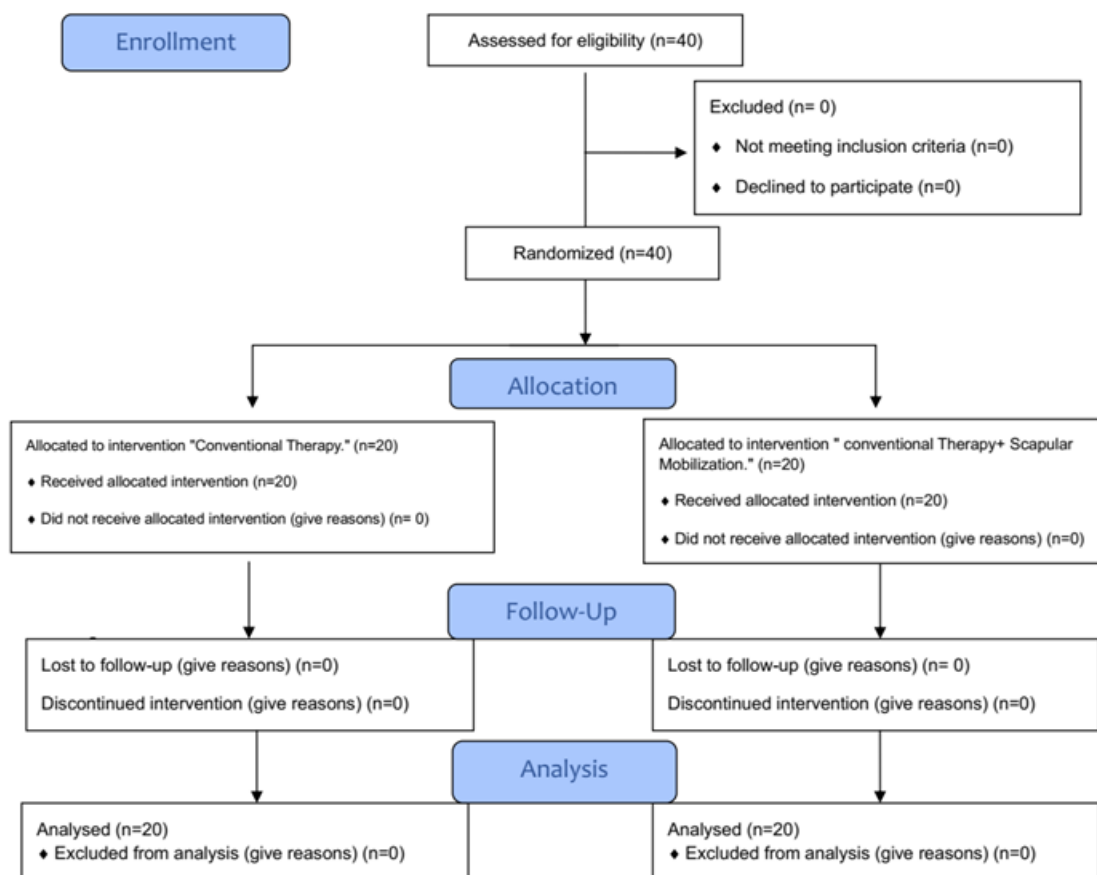 Enrollment
Assessed for eligibility (n=40)
Excluded (n= 0)
♦ Not meeting inclusion criteria (n=0)
♦ Declined to participate (n=0)
Randomized (n=40)
Allocation
Allocated to intervention "Conventional Therapy." (n=20)
♦ Received allocated intervention (n=20)
♦ Did not receive allocated intervention (give reasons) (n= 0)
Allocated to intervention " conventional Therapy+ Scapular
Mobilization." (n=20)
♦ Received allocated intervention (n=20)
♦ Did not receive allocated intervention (give reasons) (n=0)
Follow-Up
Lost to follow-up (give reasons) (n=0)
Discontinued intervention (give reasons) (n=0)
Lost to follow-up (give reasons) (n= 0)
Discontinued intervention (give reasons) (n=0)
Analysis
Analysed (n=20)
♦ Excluded from analysis (give reasons) (n=0)
Analysed (n=20)
♦ Excluded from analysis (give reasons) (n=0)